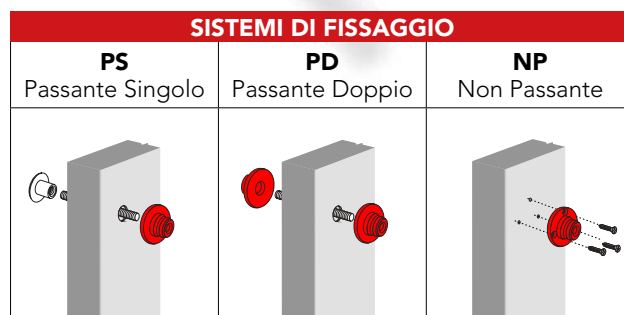 SISTEMI DI FISSAGGIO
PS
Passante Singolo
PD
Passante Doppio
NP
Non Passante